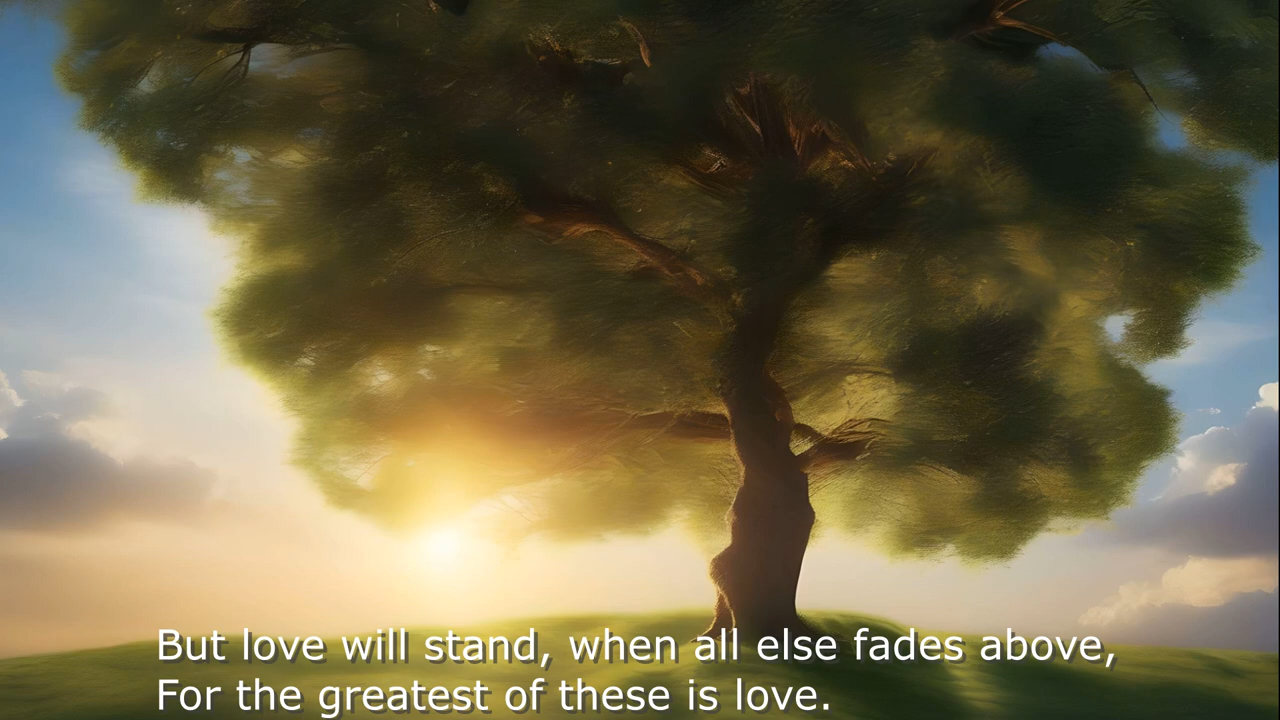 But love will stand, when all else fades above,
For the greatest of these is love.